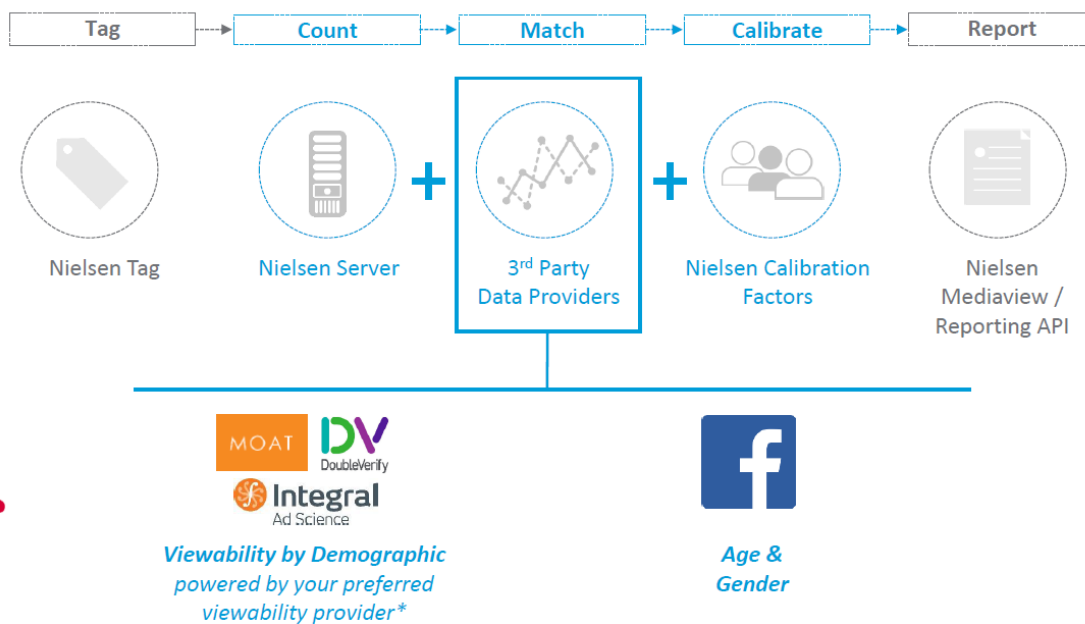 Tag
Count
Match
Calibrate
Report
Nielsen Tag
Nielsen Server
3rd Party
Data Providers
Nielsen Calibration
Factors
Nielsen
Mediaview /
Reporting API
MOAT
DV
DoubleVerify
Integral
Ad Science
f
Viewability by Demographic
powered by your preferred
viewability provider*
Age &
Gender